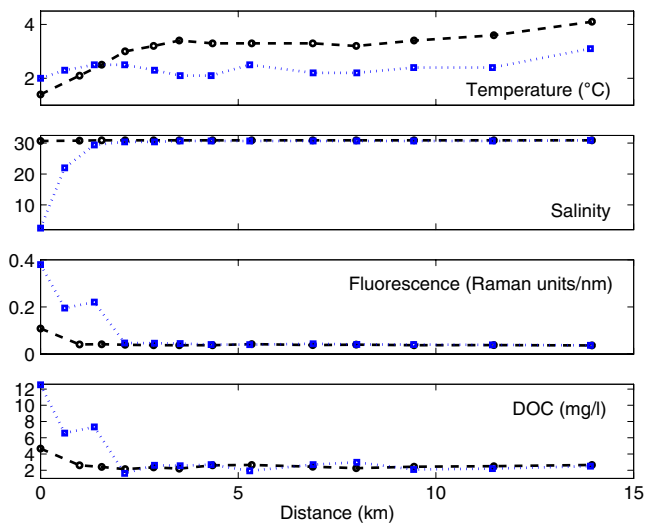 4
2
Temperature (°C)
30
20
10
Salinity
0.4
0.2
0
Fluorescence (Raman units/nm)
12
10
8
6
4
2
DOC (mg/l)
0 5 10 15
Distance (km)